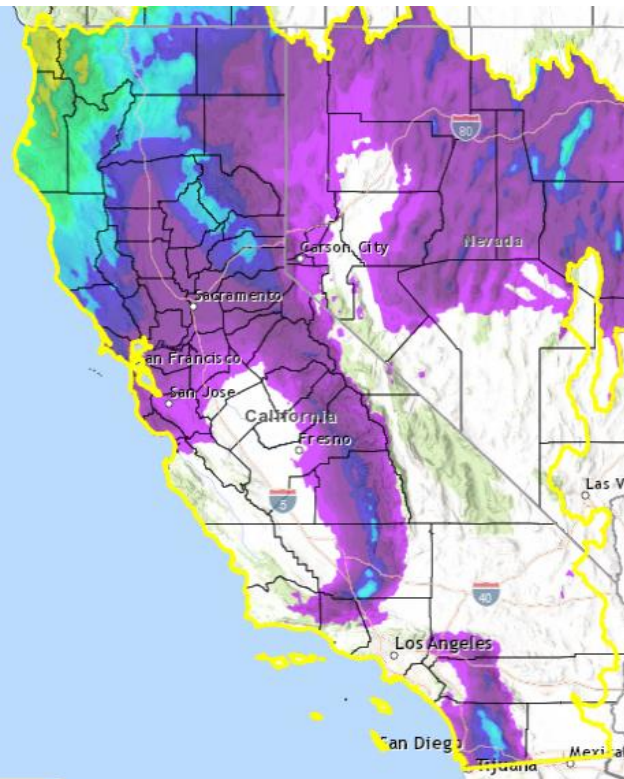 80
Nevada
Carson City
Sacramento
an Francisco
San Jose
California
Fresno
5
Las V
40
Los Angeles
San Diego
Tijuana
Mexical